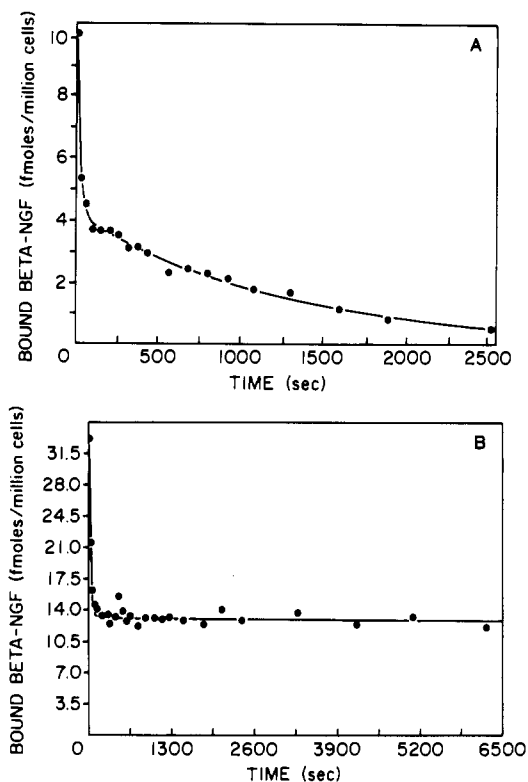 A
BOUND BETA-NGF (fmoles/million cells)
10
8
6
4
2
0 500 1000 1500 2000 2500
TIME (sec)
B
BOUND BETA-NGF (fmoles/million cells)
31.5
28.0
24.5
21.0
17.5
14.0
10.5
7.0
3.5
0 1300 2600 3900 5200 6500
TIME (sec)